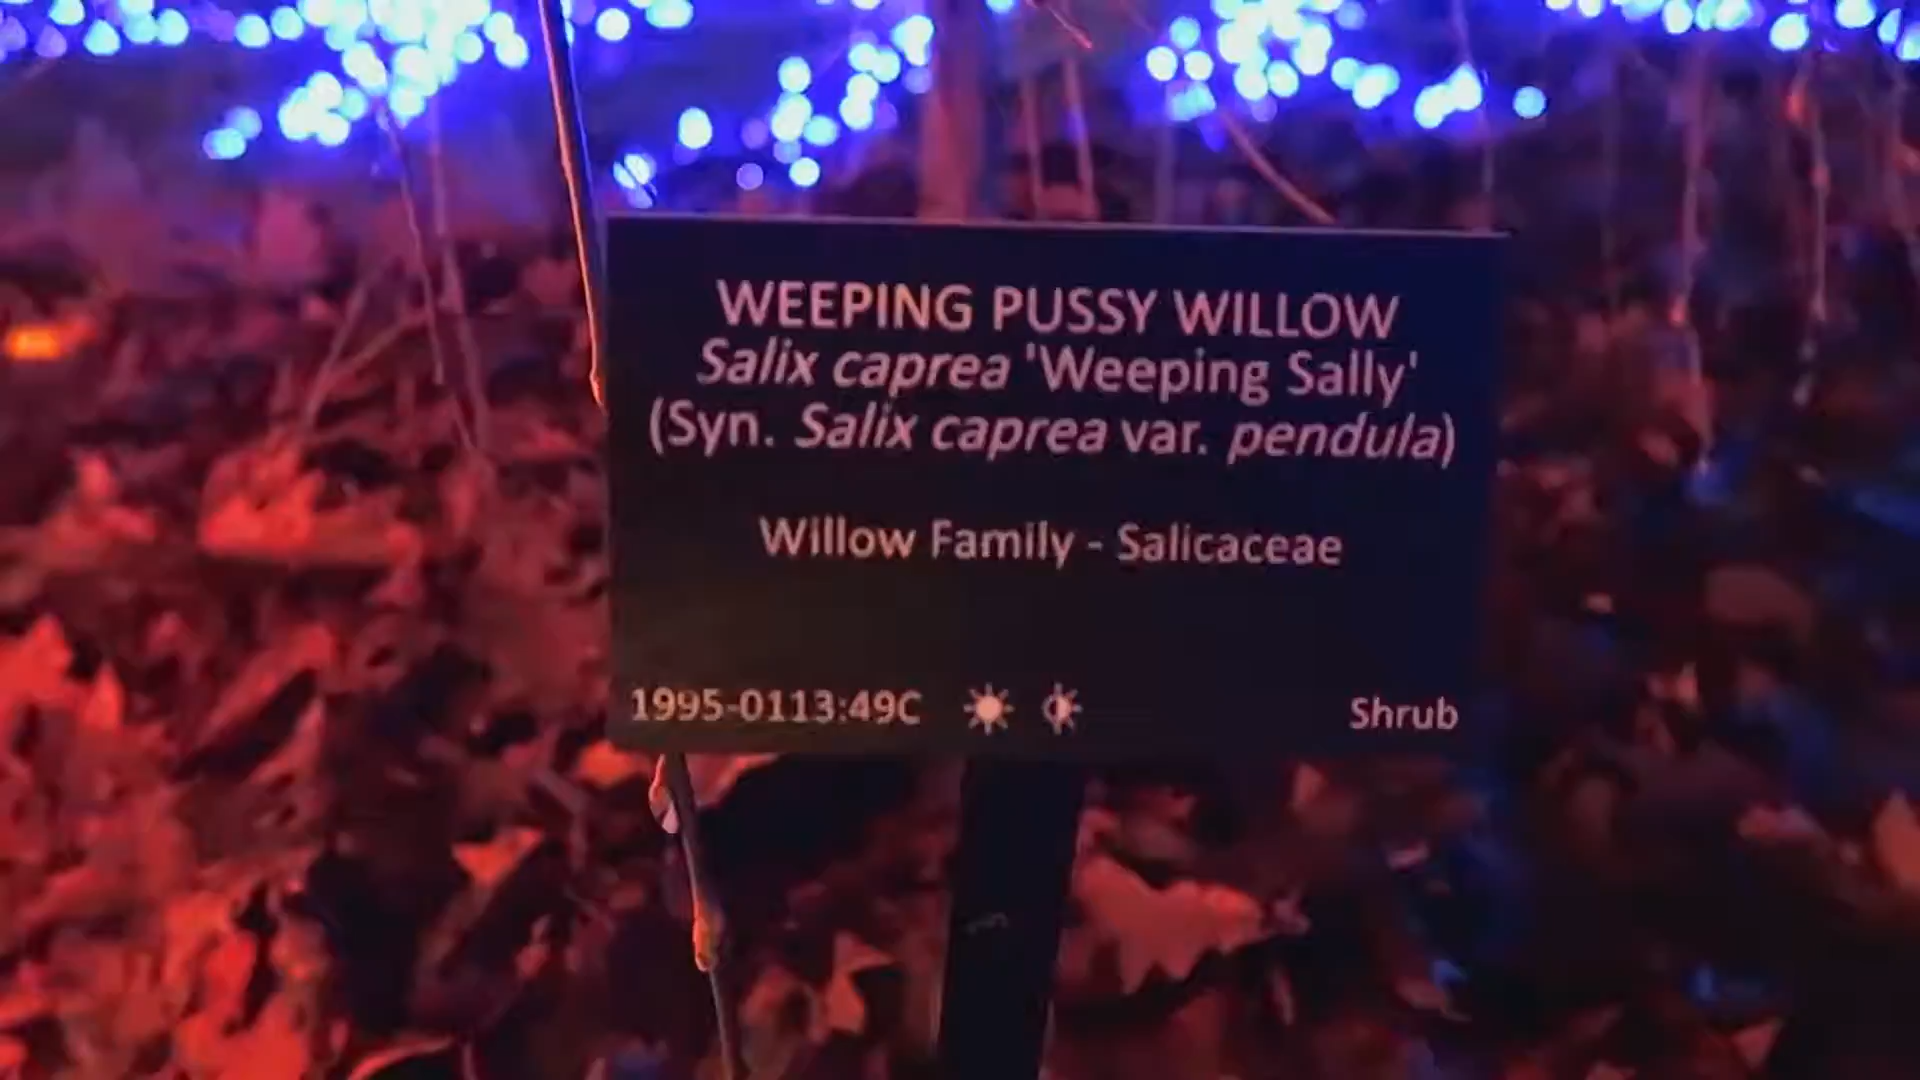 WEEPING PUSSY WILLOW
Salix caprea 'Weeping Sally'
(Syn. Salix caprea var. pendula)
Willow Family - Salicaceae
1995-0113:49C
Shrub